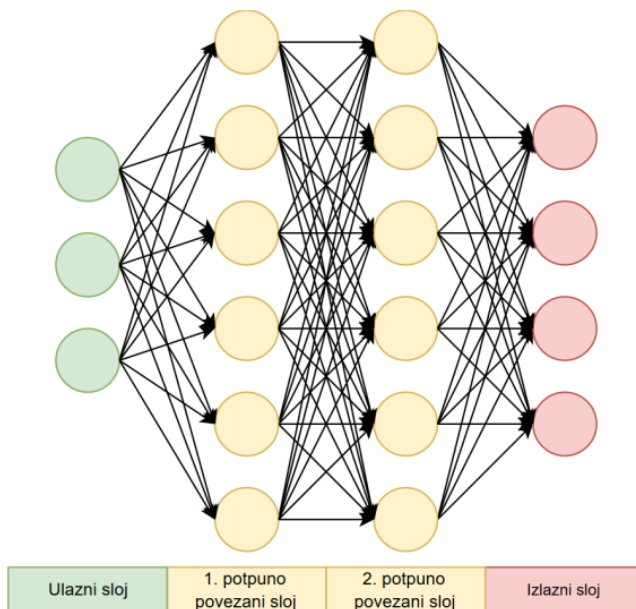 Ulazni sloj
1. potpuno
povezani sloj
2. potpuno
povezani sloj
Izlazni sloj